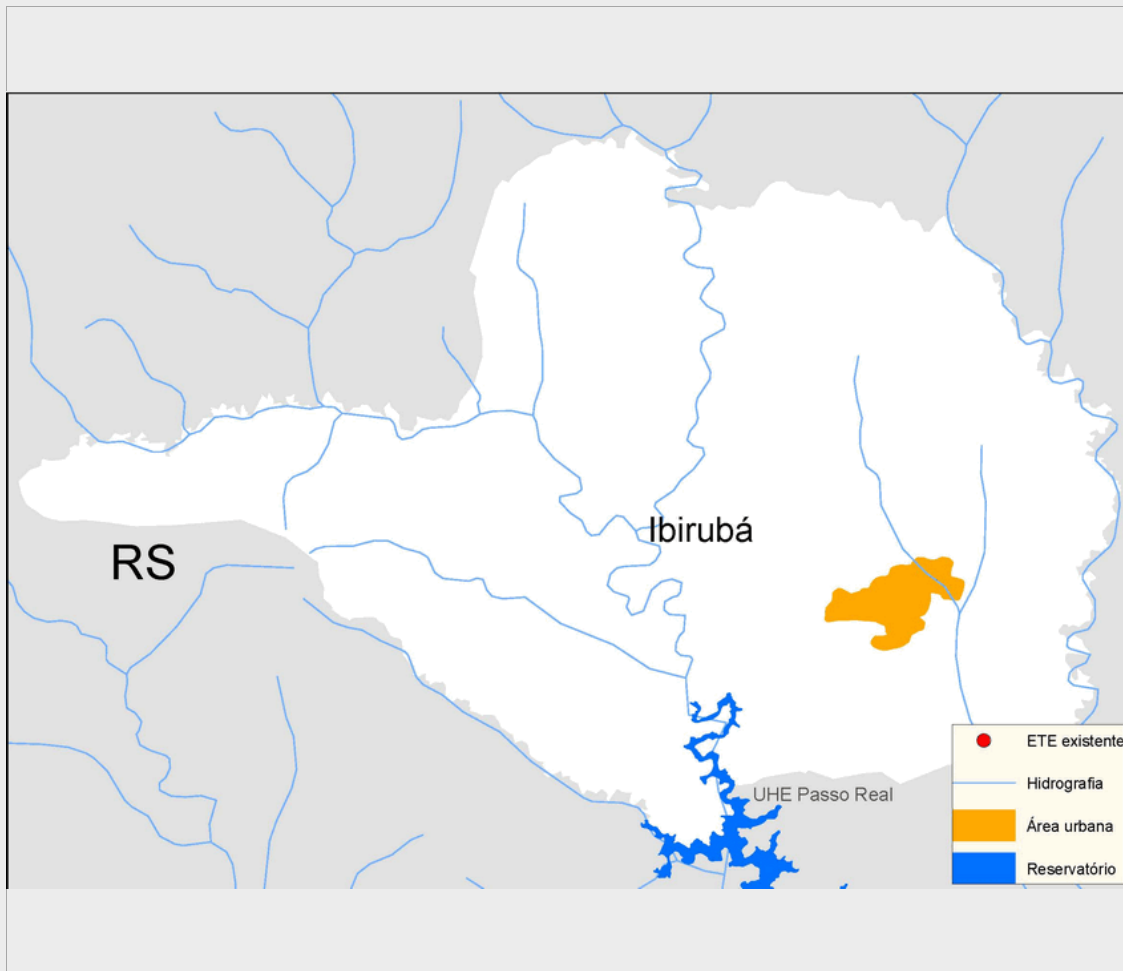 Ibirubá
RS
UHE Passo Real
ETE existente
Hidrografia
Área urbana
Reservatório